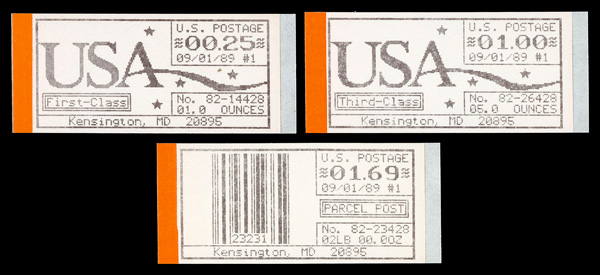 USA
U.S. POSTAGE
00.25
09/01/89 #1
First-Class
No. 82-14428
01.0 OUNCES
Kensington, MD 20895
USA
U.S. POSTAGE
01.00
09/01/89 #1
Third-Class
No. 82-26428
05.0 OUNCES
Kensington, MD 20895
23231
U.S. POSTAGE
01.69
09/01/89 #1
PARCEL POST
No. 82-23428
02LB 00.0OZ
Kensington, MD 20895